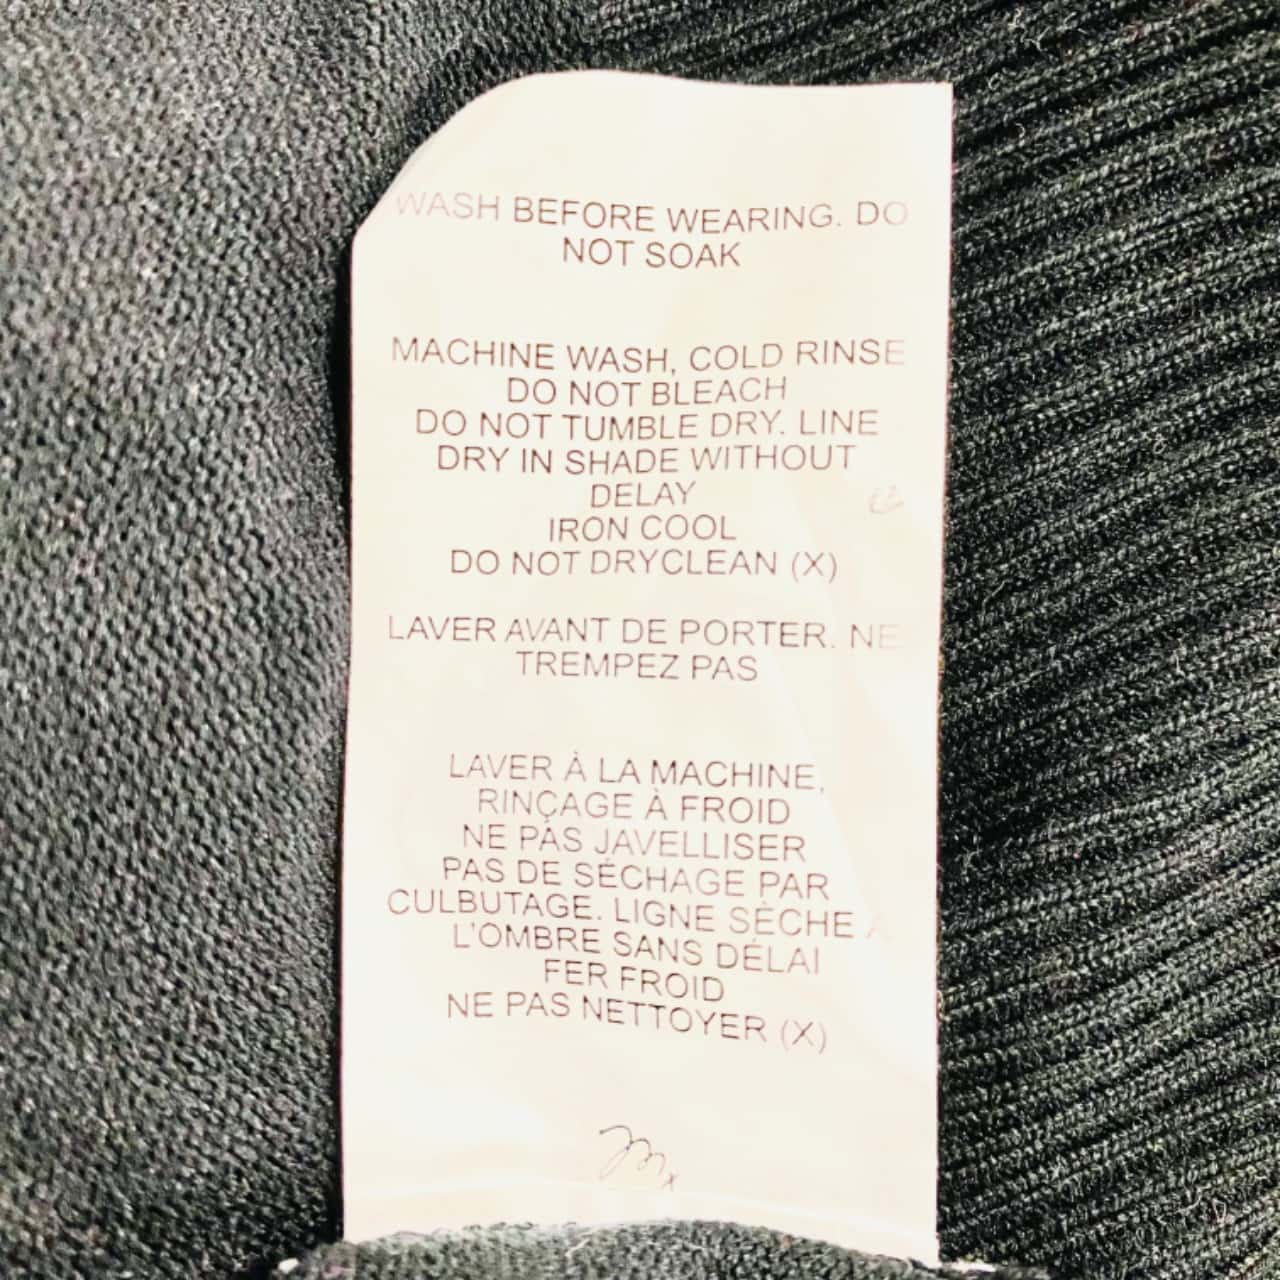 WASH BEFORE WEARING. DO
NOT SOAK
MACHINE WASH, COLD RINSE
DO NOT BLEACH
DO NOT TUMBLE DRY. LINE
DRY IN SHADE WITHOUT
DELAY
IRON COOL
DO NOT DRYCLEAN (X)
LAVER AVANT DE PORTER. NE
TREMPEZ PAS
LAVER À LA MACHINE,
RINÇAGE À FROID
NE PAS JAVELLISER
PAS DE SÉCHAGE PAR
CULBUTAGE. LIGNE SÈCHE
L'OMBRE SANS DÉLAI
FER FROID
NE PAS NETTOYER (X)